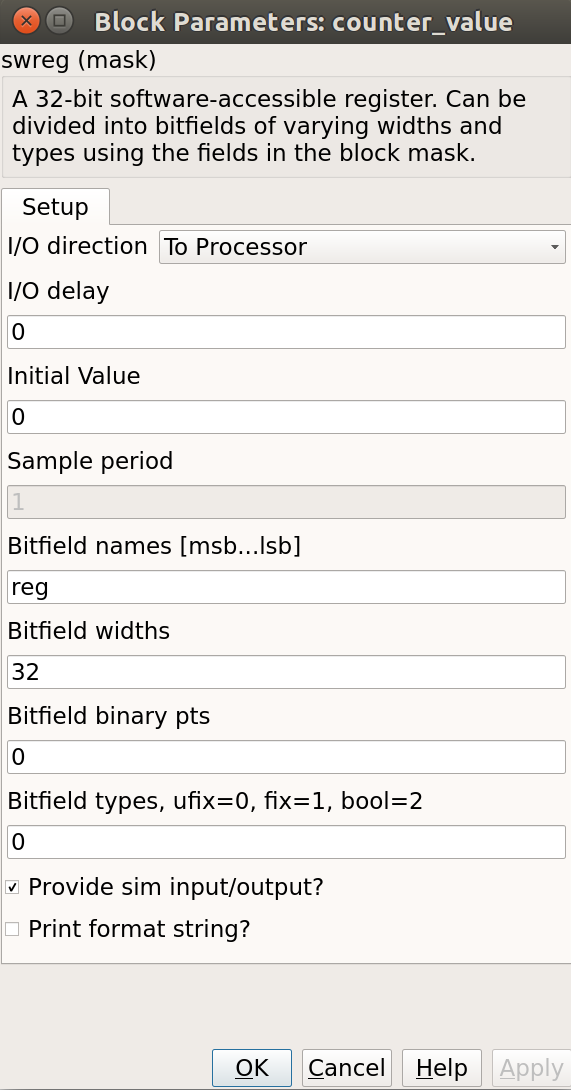 Block Parameters: counter_value
swreg (mask)
A 32-bit software-accessible register. Can be
divided into bitfields of varying widths and
types using the fields in the block mask.
Setup
I/O direction To Processor
I/O delay
0
Initial Value
0
Sample period
1
Bitfield names [msb...lsb]
reg
Bitfield widths
32
Bitfield binary pts
0
Bitfield types, ufix=0, fix=1, bool=2
0
Provide sim input/output?
Print format string?
OK Cancel Help Apply